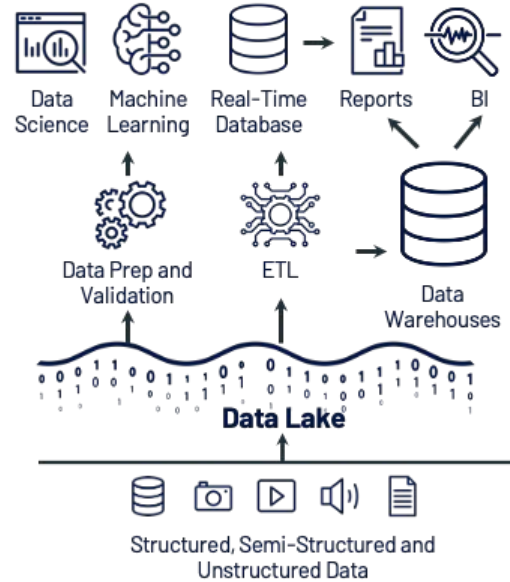 Data
Science
Machine
Learning
Real-Time
Database
Reports
BI
Data Prep and
Validation
ETL
Data
Warehouses
Data Lake
Structured, Semi-Structured and
Unstructured Data